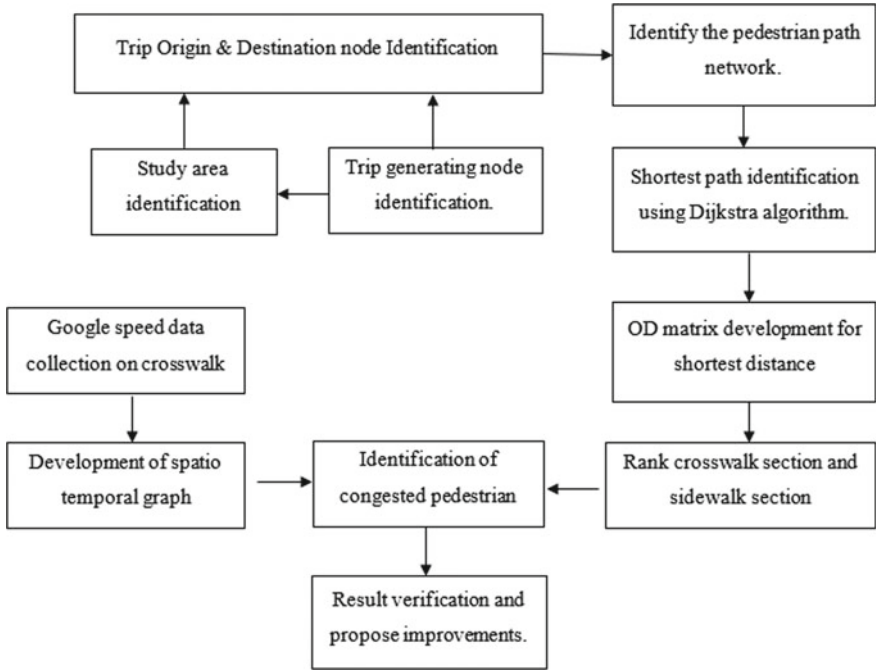 Trip Origin & Destination node Identification
Identify the pedestrian path
network.
Study area
identification
Trip generating node
identification.
Shortest path identification
using Dijkstra algorithm.
Google speed data
collection on crosswalk
OD matrix development for
shortest distance
Development of spatio
temporal graph
Identification of
congested pedestrian
Rank crosswalk section and
sidewalk section
Result verification and
propose improvements.